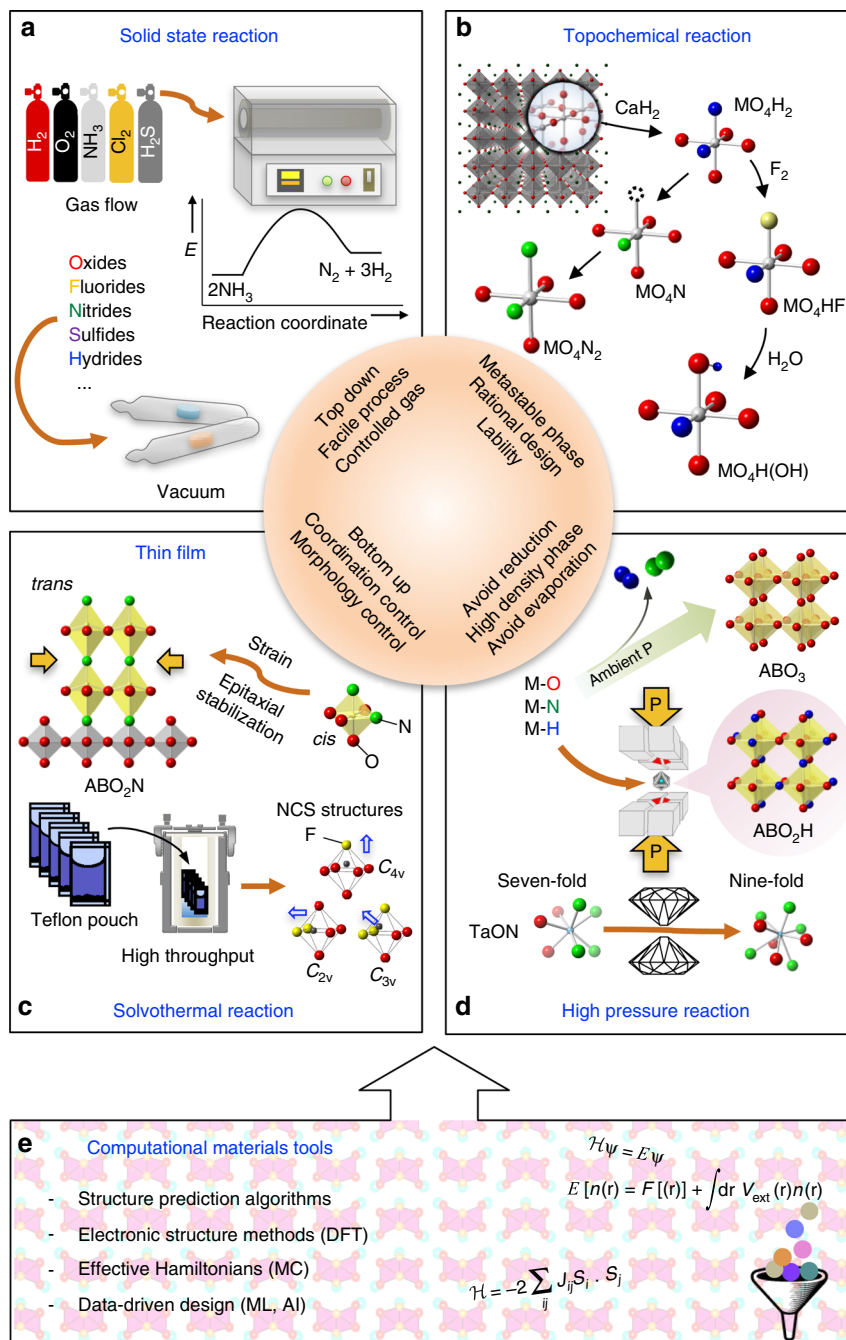 a
Solid state reaction
H2
O2
NH3
Cl2
H2S
Gas flow
E
2NH3
N2 + 3H2
Reaction coordinate
Oxides
Fluorides
Nitrides
Sulfides
Hydrides
...
Vacuum
b
Topochemical reaction
CaH2
MO4H2
F2
MO4N
MO4N2
MO4HF
H2O
MO4H(OH)
Top down
Facile process
Controlled gas
Metastable phase
Rational design
Lability
Bottom up
Coordination control
Morphology control
Avoid reduction
High density phase
Avoid evaporation
Thin film
trans
Strain
Epitaxial
stabilization
cis
N
O
ABO2N
Teflon pouch
High throughput
NCS structures
F
C4v
C2v
C3v
c
Solvothermal reaction
Ambient P
ABO3
M-O
M-N
M-H
P
P
ABO2H
Seven-fold
Nine-fold
TaON
d
High pressure reaction
e
Computational materials tools
- Structure prediction algorithms
- Electronic structure methods (DFT)
- Effective Hamiltonians (MC)
- Data-driven design (ML, AI)
ℋψ = Eψ
E [n(r) = F [(r)] + ∫dr Vext (r)n(r)
ℋ = -2 ∑ij JijSi . Sj